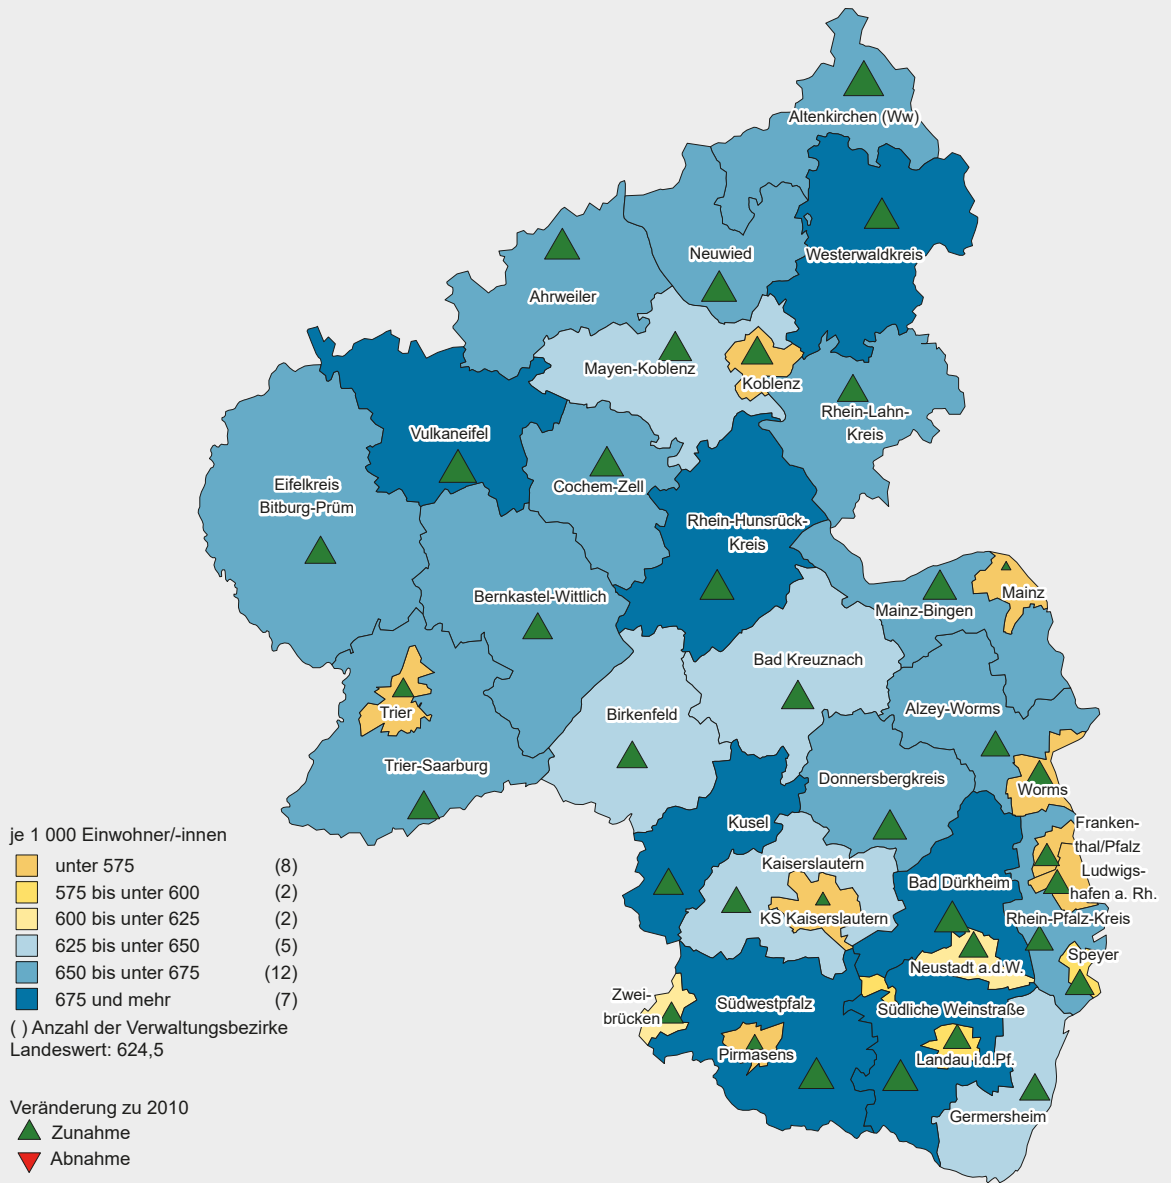 Altenkirchen (Ww)
Neuwied
Westerwaldkreis
Ahrweiler
Mayen-Koblenz
Koblenz
Rhein-Lahn-
Kreis
Vulkaneifel
Cochem-Zell
Eifelkreis
Bitburg-Prüm
Rhein-Hunsrück-
Kreis
Bernkastel-Wittlich
Mainz-Bingen
Mainz
Bad Kreuznach
Birkenfeld
Alzey-Worms
Trier
Trier-Saarburg
Donnersbergkreis
Worms
Kusel
Franken-
thal/Pfalz
Ludwigs-
hafen a. Rh.
Kaiserslautern
Bad Dürkheim
KS Kaiserslautern
Rhein-Pfalz-Kreis
Speyer
Neustadt a.d.W.
Zwei-
brücken
Südwestpfalz
Südliche Weinstraße
Pirmasens
Landau i.d.Pf.
Germersheim
je 1 000 Einwohner/-innen
unter 575 (8)
575 bis unter 600 (2)
600 bis unter 625 (2)
625 bis unter 650 (5)
650 bis unter 675 (12)
675 und mehr (7)
( ) Anzahl der Verwaltungsbezirke
Landeswert: 624,5
Veränderung zu 2010
Zunahme
Abnahme